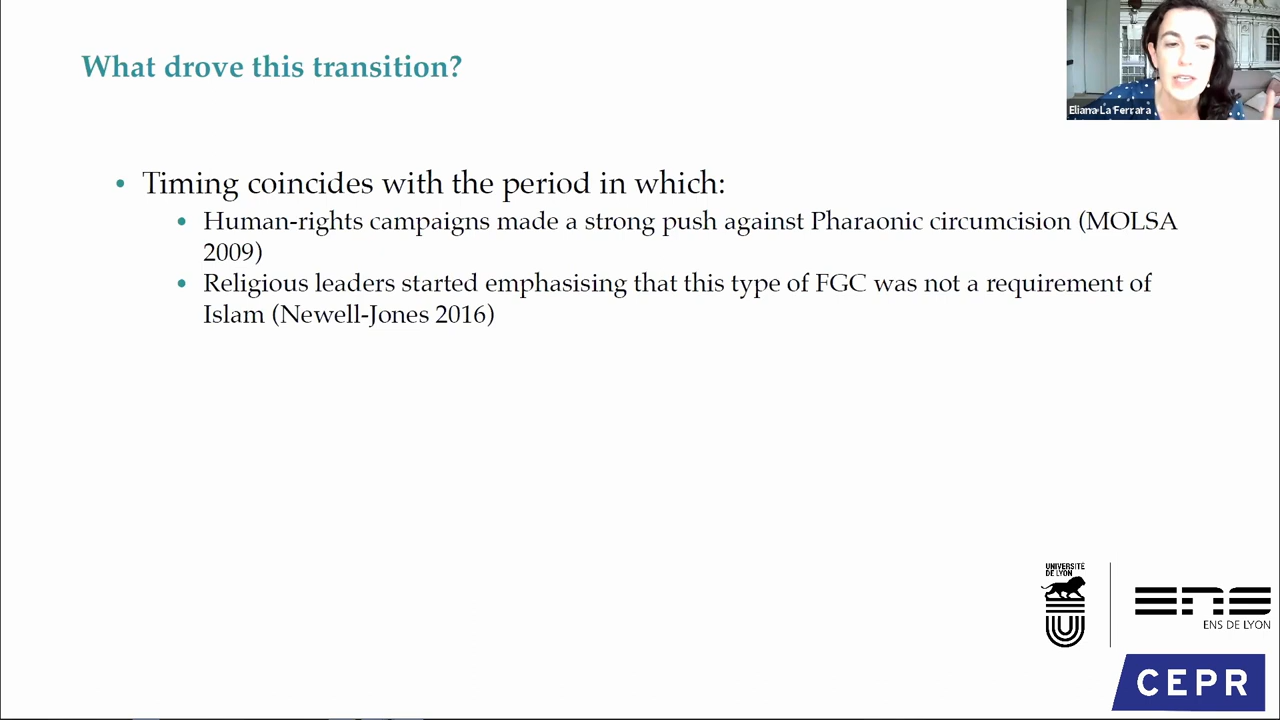 What drove this transition?
Eliana La Ferrara
• Timing coincides with the period in which:
• Human-rights campaigns made a strong push against Pharaonic circumcision (MOLSA
2009)
• Religious leaders started emphasising that this type of FGC was not a requirement of
Islam (Newell-Jones 2016)
UNIVERSITE
DE LYON
ENS
ENS DE LYON
CEPR